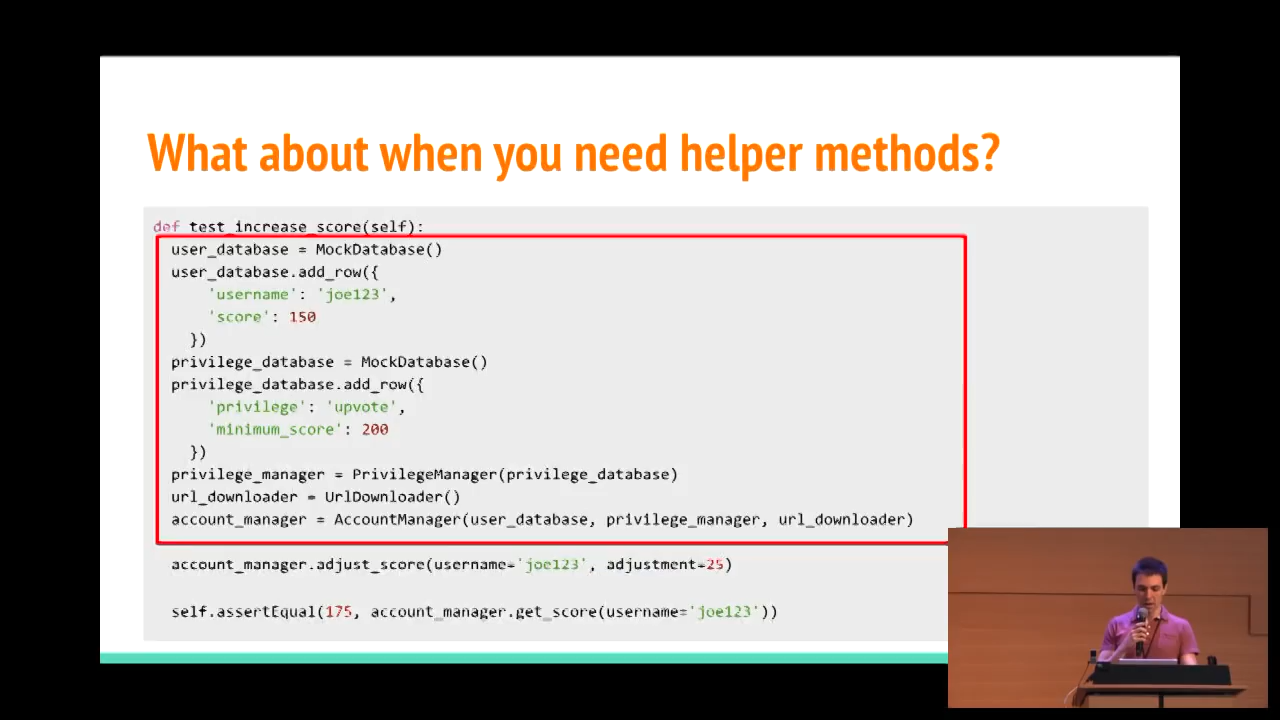 What about when you need helper methods?
def test_increase_score(self):
user_database = MockDatabase()
user_database.add_row({
'username': 'joe123',
'score': 150
})
privilege_database = MockDatabase()
privilege_database.add_row({
'privilege': 'upvote',
'minimum_score': 200
})
privilege_manager = PrivilegeManager(privilege_database)
url_downloader = UrlDownloader()
account_manager = AccountManager(user_database, privilege_manager, url_downloader)
account_manager.adjust_score(username='joe123', adjustment=25)
self.assertEqual(175, account_manager.get_score(username='joe123'))